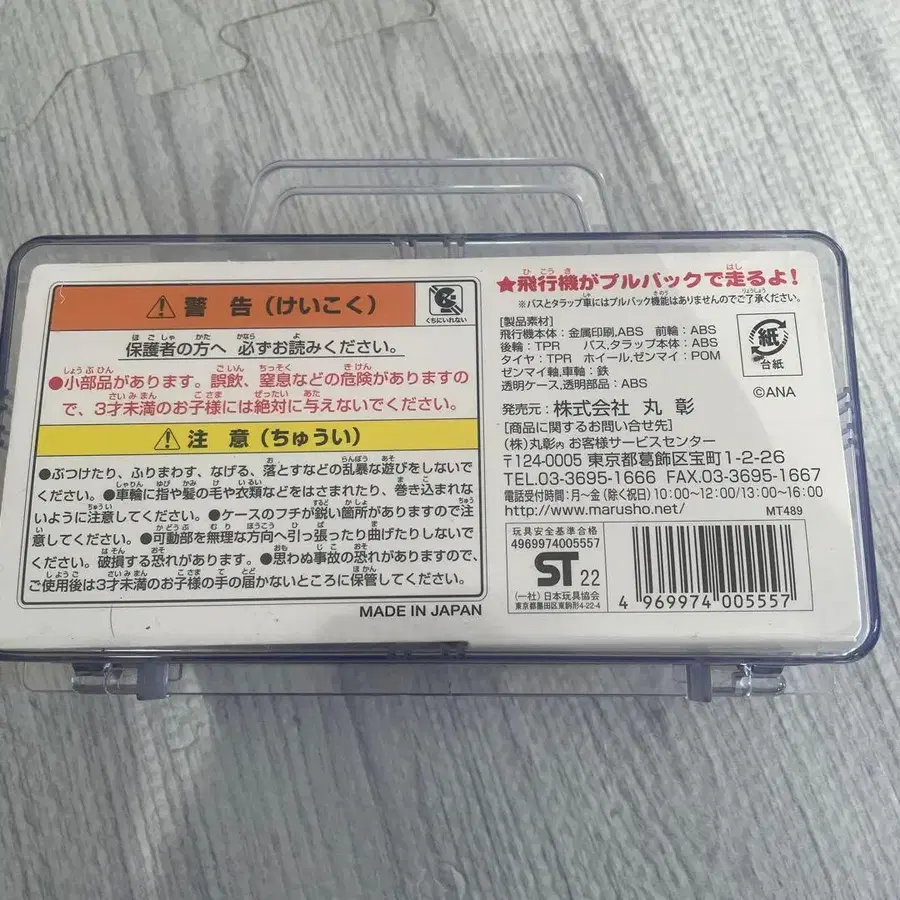 警告(けいこく)
くちにいれない
保護者の方へ 必ずお読みください。
●小部品があります。誤飲、窒息などの危険がありますの
で、3才未満のお子様には絶対に与えないでください。
注意(ちゅうい)
●ぶつけたり、ふりまわす、なげる、落とすなどの乱暴な遊びをしないで
ください。●車輪に指や髪の毛や衣類などをはさまれたり、巻き込まれな
いように注意してください。●ケースのフチが鋭い箇所がありますので注
意してください。●可動部を無理な方向へ引っ張ったり曲げたりしないで
ください。破損する恐れがあります。●思わぬ事故の恐れがありますので、
ご使用後は3才未満のお子様の手の届かないところに保管してください。
MADE IN JAPAN
★飛行機がプルバックで走るよ!
※バスとタラップ車にはプルバック機能はありませんのでご了承ください。
[製品素材]
飛行機本体:金属印刷,ABS 前輪:ABS
後輪:TPR バス,タラップ本体:ABS
タイヤ:TPR ホイール,ゼンマイ:POM
ゼンマイ軸,車軸:鉄
透明ケース,透明部品:ABS
紙
台紙
©ANA
発売元:株式会社 丸彰
[商品に関するお問い合せ先]
(株)丸彰内 お客様サービスセンター
〒124-0005 東京都葛飾区宝町1-2-26
TEL.03-3695-1666 FAX.03-3695-1667
電話受付時間:月~金(除く祝日)10:00~12:00/13:00~16:00
http://www.marusho.net/
MT489
玩具安全基準合格
4969974005557
ST 22
(一社)日本玩具協会
東京都墨田区東駒形4-22-4
4 969974 005557